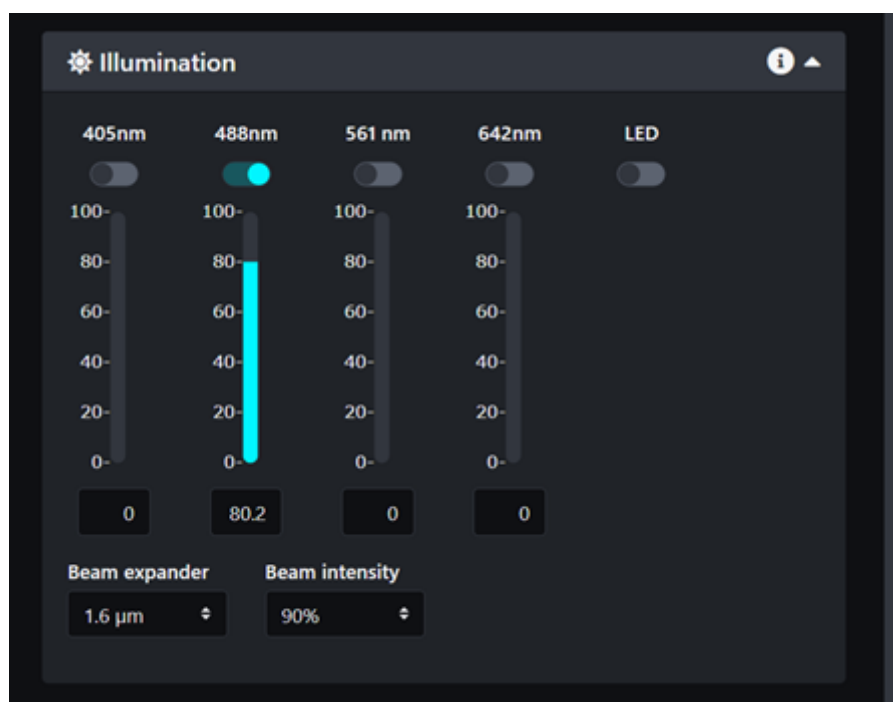 Illumination
405nm 488nm 561 nm 642nm LED
100- 100- 100- 100-
80- 80- 80- 80-
60- 60- 60- 60-
40- 40- 40- 40-
20- 20- 20- 20-
0- 0- 0- 0-
0 80.2 0 0
Beam expander Beam intensity
1.6 µm 90%